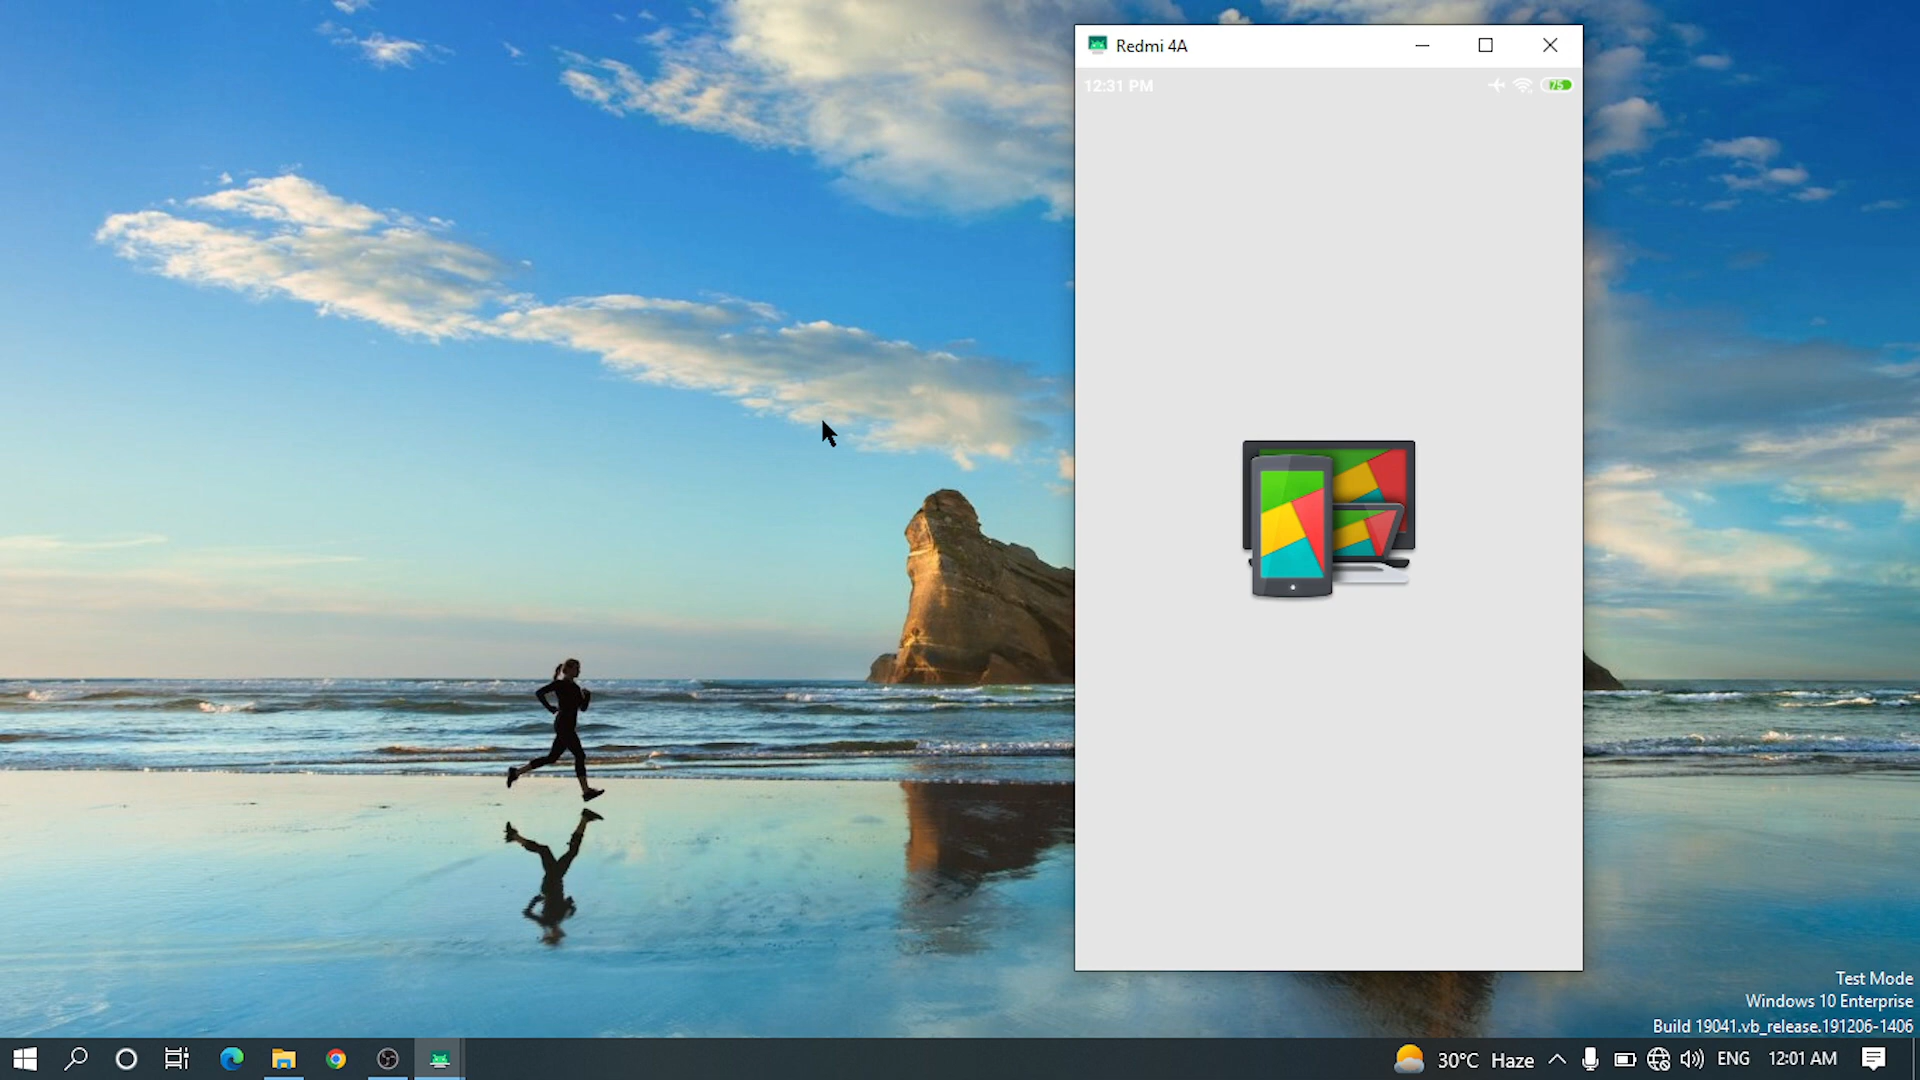 Redmi 4A
12:31 PM
75
Test Mode
Windows 10 Enterprise
Build 19041.vb_release.191206-1406
30°C Haze
ENG
12:01 AM